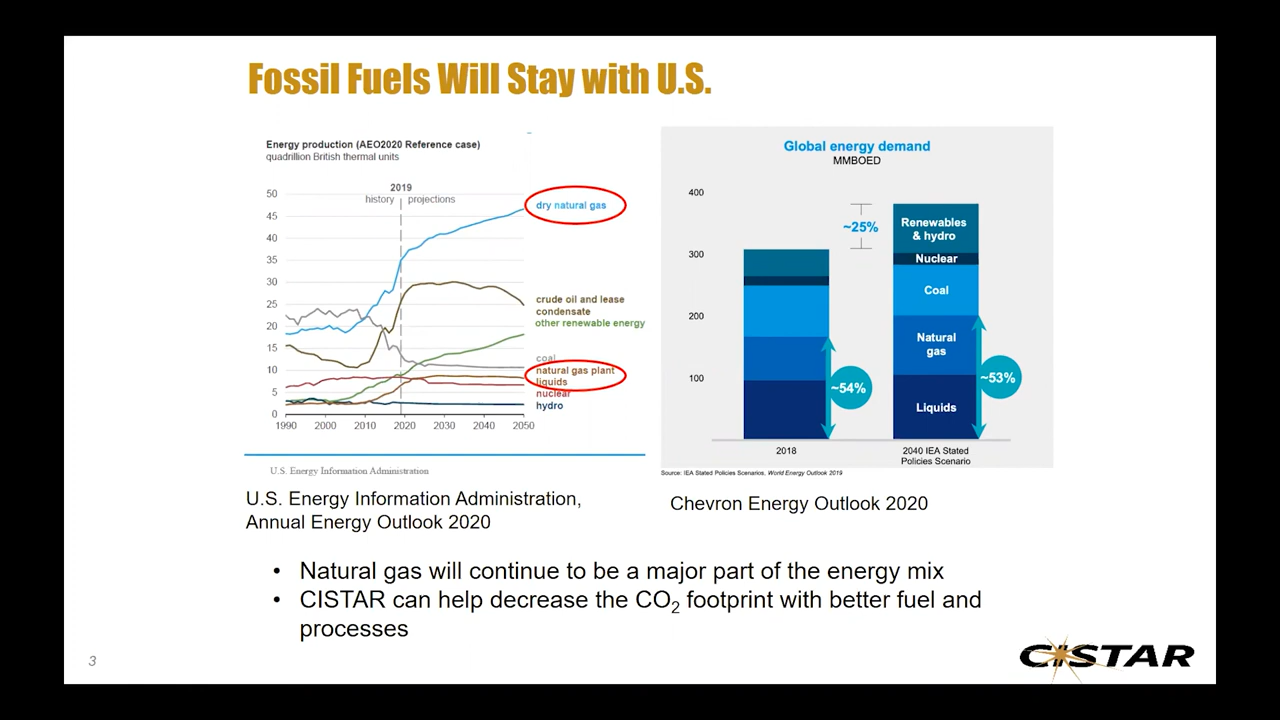 Fossil Fuels Will Stay with U.S.
Energy production (AEO2020 Reference case)
quadrillion British thermal units
2019
history
projections
50
45
40
35
30
25
20
15
10
5
0
1990
2000
2010
2020
2030
2040
2050
dry natural gas
crude oil and lease
condensate
other renewable energy
coal
natural gas plant
liquids
nuclear
hydro
U.S. Energy Information Administration
U.S. Energy Information Administration,
Annual Energy Outlook 2020
Global energy demand
MMBOED
400
300
200
100
~25%
Renewables
& hydro
Nuclear
Coal
Natural
gas
Liquids
~54%
~53%
2018
2040 IEA Stated
Policies Scenario
Source: IEA Stated Policies Scenarios, World Energy Outlook 2019
Chevron Energy Outlook 2020
• Natural gas will continue to be a major part of the energy mix
• CISTAR can help decrease the CO₂ footprint with better fuel and
processes
3
CISTAR